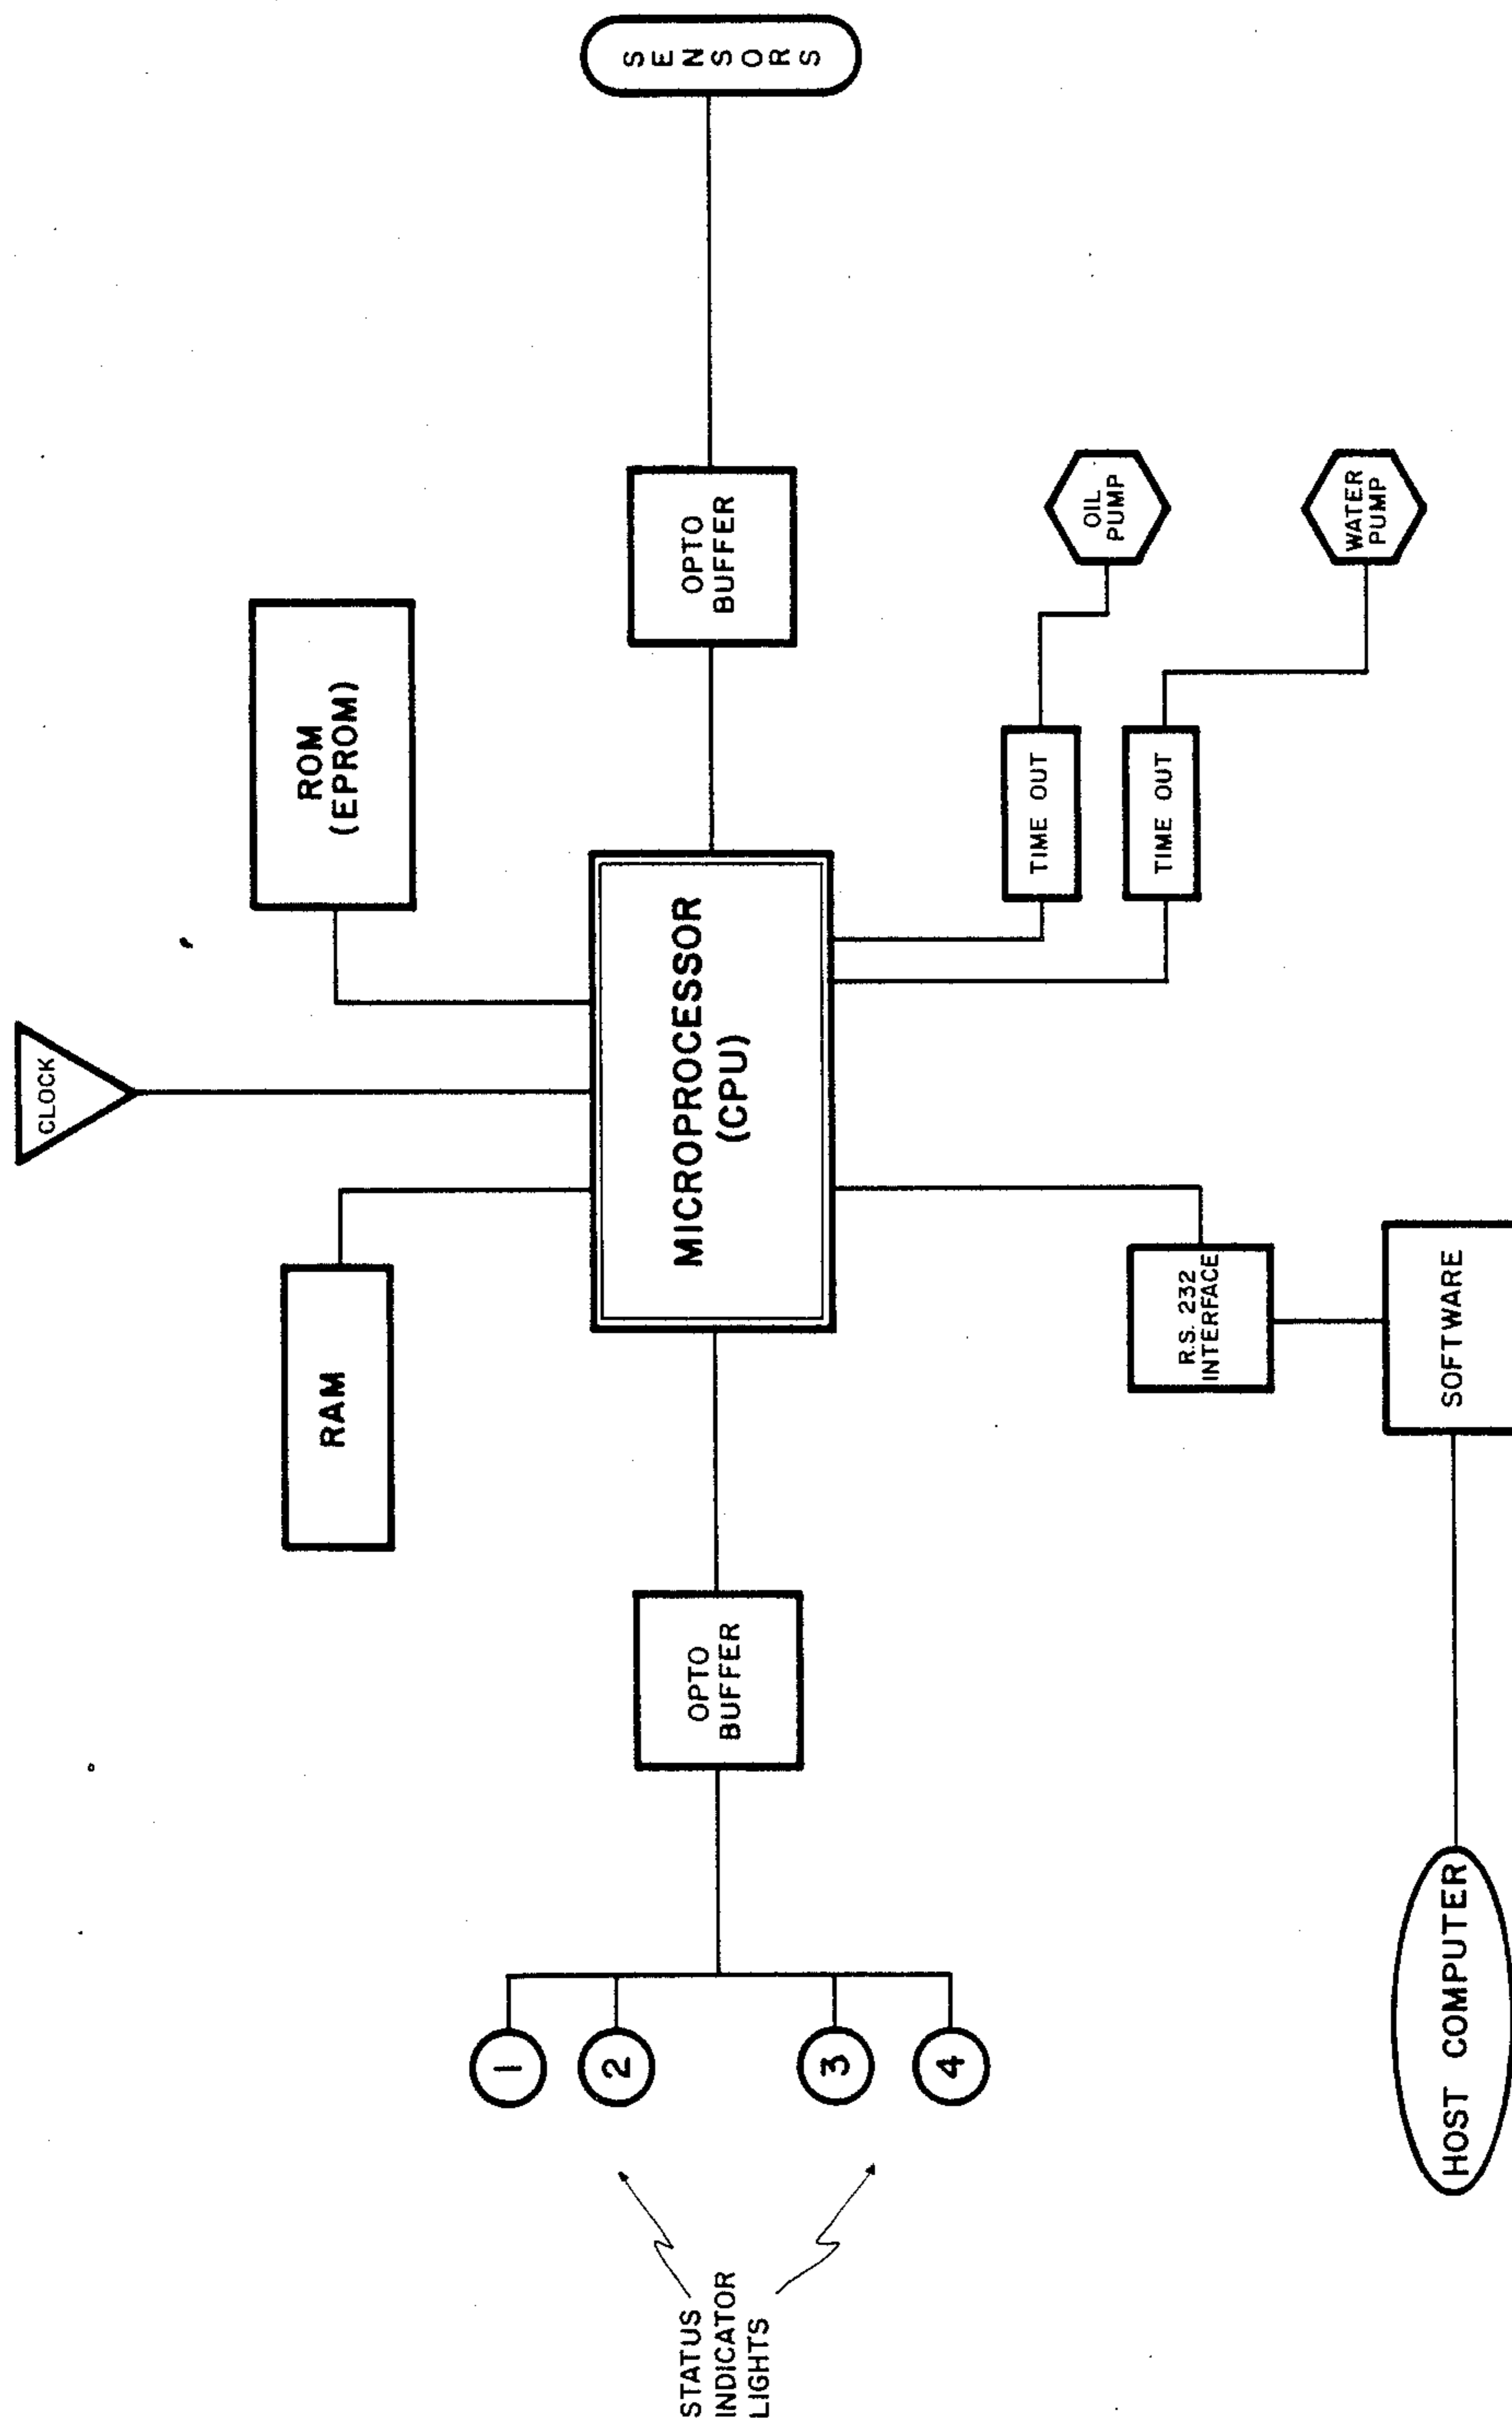 CLOCK
RAM
ROM
(EPROM)
STATUS
INDICATOR
LIGHTS
1
2
3
4
OPTO
BUFFER
MICROPROCESSOR
(CPU)
OPTO
BUFFER
SENSORS
TIME OUT
OIL
PUMP
TIME OUT
WATER
PUMP
R.S. 232
INTERFACE
HOST COMPUTER
SOFTWARE